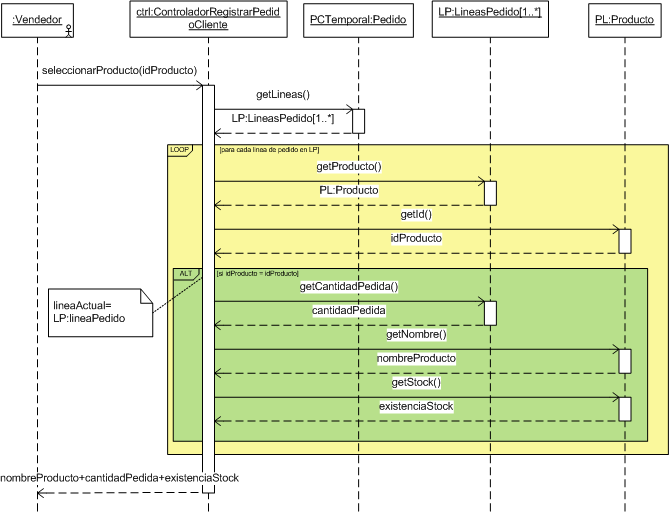 :Vendedor
ctrl:ControladorRegistrarPedid
oCliente
PCTemporal:Pedido
LP:LineasPedido[1..*]
PL:Producto
seleccionarProducto(idProducto)
getLineas()
LP:LineasPedido[1..*]
LOOP
[para cada linea de pedido en LP]
getProducto()
PL:Producto
getId()
idProducto
ALT
[si idProducto = idProducto]
getCantidadPedida()
lineaActual=
LP:lineaPedido
cantidadPedida
getNombre()
nombreProducto
getStock()
existenciaStock
nombreProducto+cantidadPedida+existenciaStock